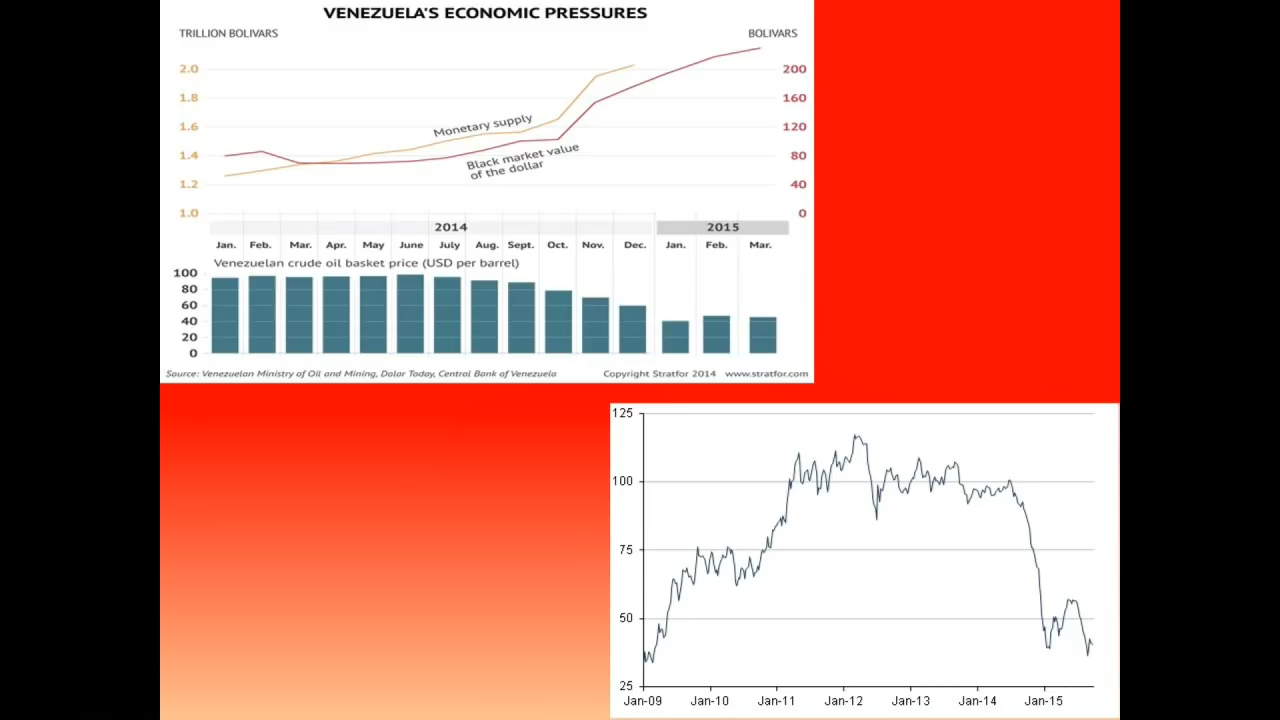 VENEZUELA'S ECONOMIC PRESSURES
TRILLION BOLIVARS
BOLIVARS
2.0
200
1.8
160
Monetary supply
1.6
120
Black market value
of the dollar
1.4
80
1.2
40
1.0
0
2014
2015
Jan. Feb. Mar. Apr. May June July Aug. Sept. Oct. Nov. Dec. Jan. Feb. Mar.
Venezuelan crude oil basket price (USD per barrel)
100
80
60
40
20
0
Source: Venezuelan Ministry of Oil and Mining, Dolar Today, Central Bank of Venezuela
Copyright Stratfor 2014 www.stratfor.com
125
100
75
50
25
Jan-09 Jan-10 Jan-11 Jan-12 Jan-13 Jan-14 Jan-15